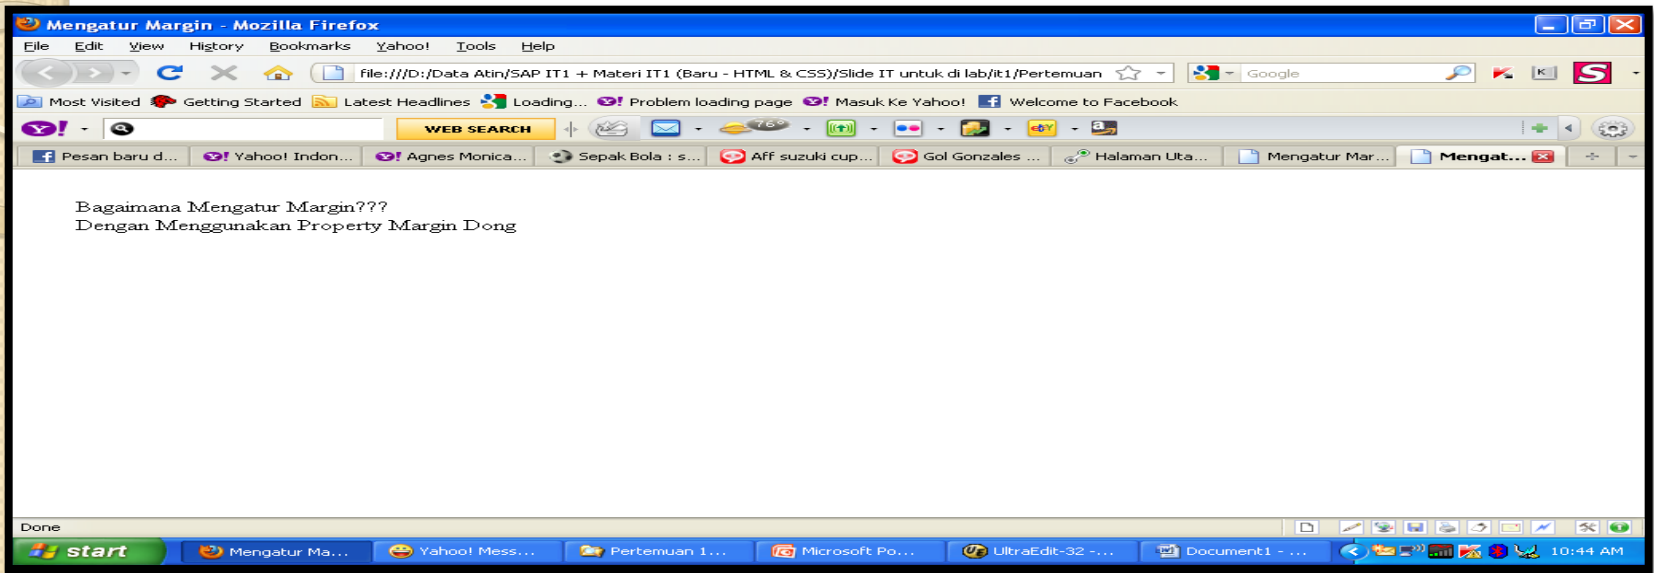 Mengatur Margin - Mozilla Firefox
File Edit View History Bookmarks Yahoo! Tools Help
file:///D:/Data Atin/SAP IT1 + Materi IT1 (Baru - HTML & CSS)/Slide IT untuk di lab/it1/Pertemuan Google K S
Most Visited Getting Started Latest Headlines Loading... Y! Problem loading page Y! Masuk Ke Yahoo! f Welcome to Facebook
Y! WEB SEARCH 76° ebY a
f Pesan baru d... Y! Yahoo! Indon... Y! Agnes Monica... Sepak Bola : s... Aff suzuki cup... Gol Gonzales ... Halaman Uta... Mengatur Mar... Mengat...
Bagaimana Mengatur Margin???
Dengan Menggunakan Property Margin Dong
Done
start Mengatur Ma... Yahoo! Mess... Pertemuan 1... Microsoft Po... UltraEdit-32 -... Document1 - ... 10:44 AM